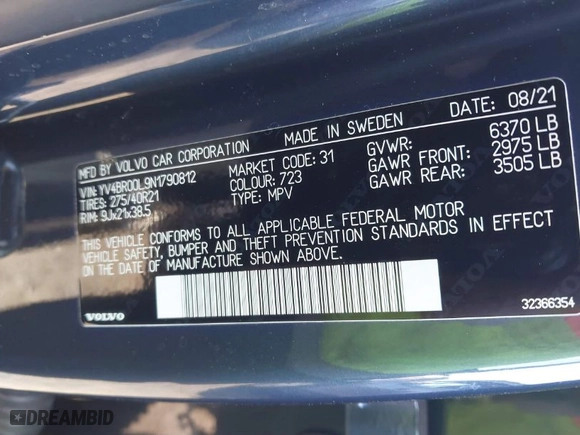 MFD BY VOLVO CAR CORPORATION MADE IN SWEDEN DATE: 08/21
VIN: YV4BR00L9N1790812 MARKET CODE: 31 GVWR: 6370 LB
TIRES: 275/40R21 COLOUR: 723 GAWR FRONT: 2975 LB
RIM: 9Jx21x38.5 TYPE: MPV GAWR REAR: 3505 LB
THIS VEHICLE CONFORMS TO ALL APPLICABLE FEDERAL MOTOR
VEHICLE SAFETY, BUMPER AND THEFT PREVENTION STANDARDS IN EFFECT
ON THE DATE OF MANUFACTURE SHOWN ABOVE.
VOLVO 32366354
DREAMBID